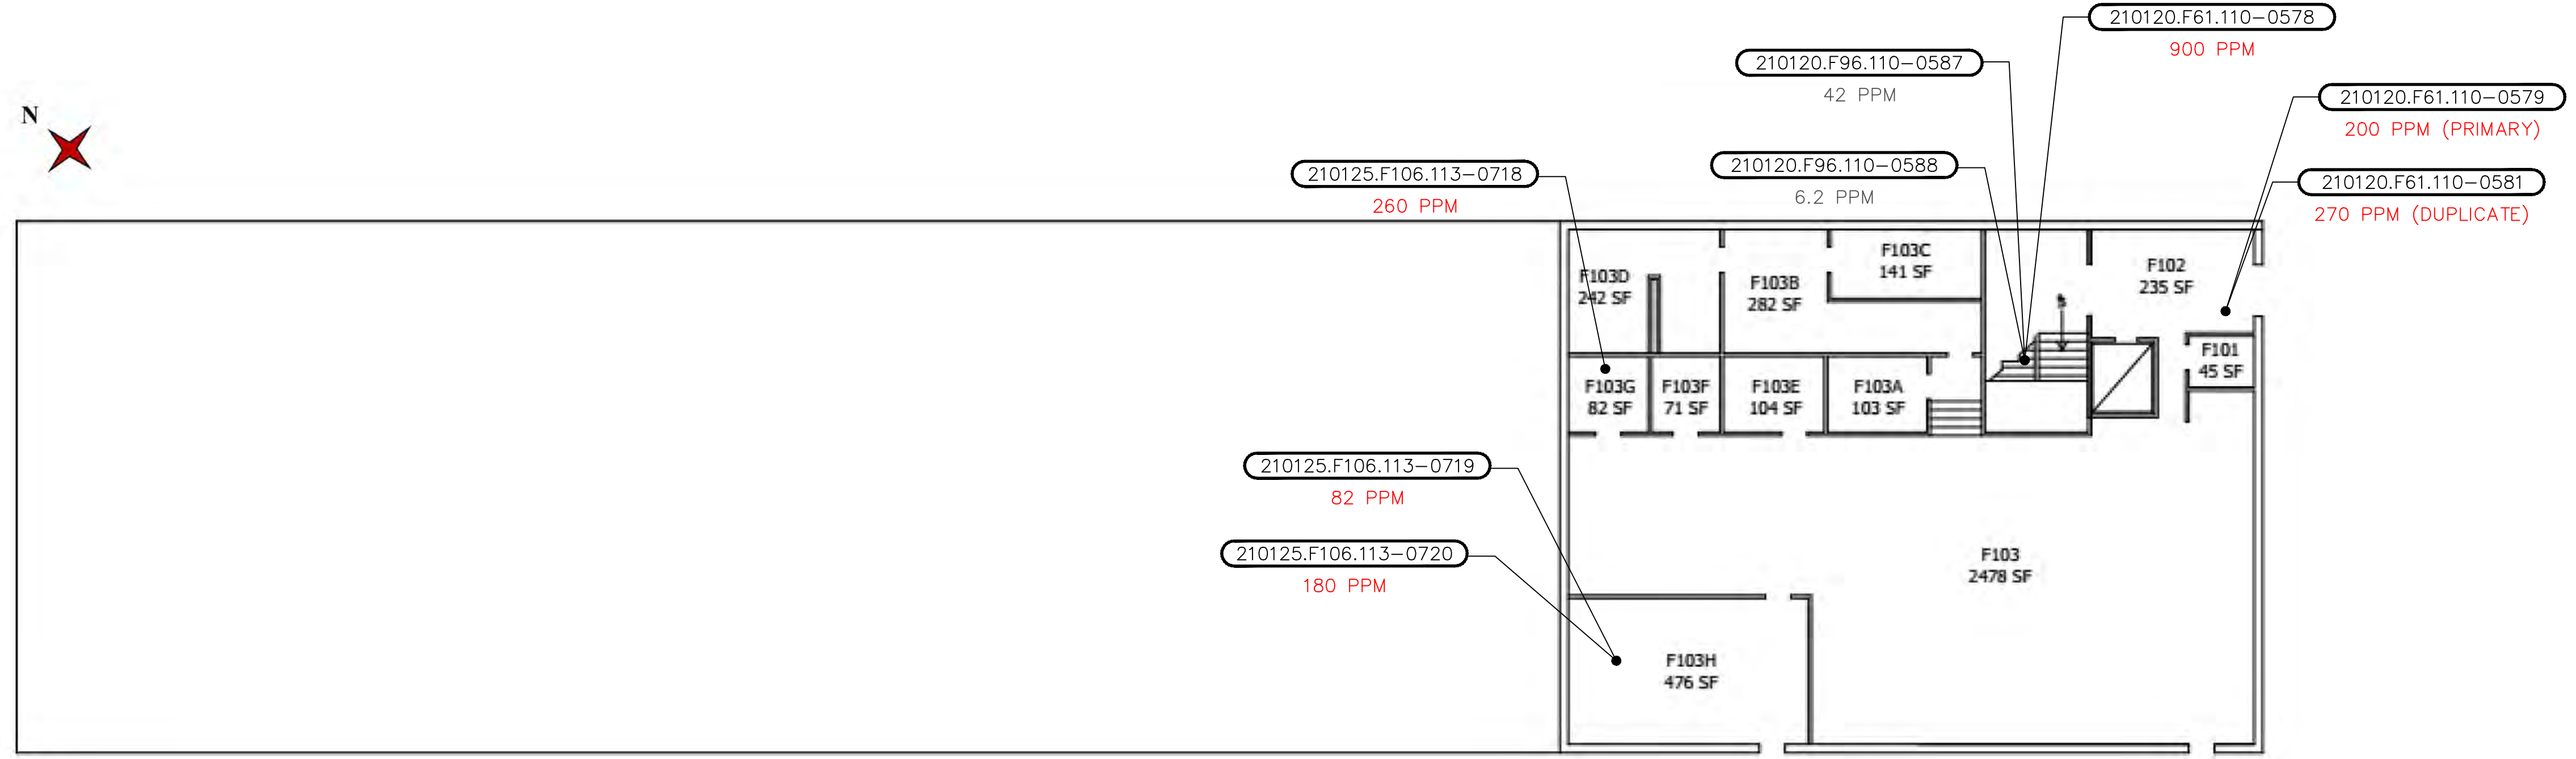 210120.F61.110-0578
900 PPM
210120.F96.110-0587
42 PPM
210120.F61.110-0579
200 PPM (PRIMARY)
N
210120.F96.110-0588
6.2 PPM
210125.F106.113-0718
260 PPM
210120.F61.110-0581
270 PPM (DUPLICATE)
F103D
242 SF
F103B
282 SF
F103C
141 SF
F102
235 SF
F101
45 SF
F103G
82 SF
F103F
71 SF
F103E
104 SF
F103A
103 SF
210125.F106.113-0719
82 PPM
210125.F106.113-0720
180 PPM
F103
2478 SF
F103H
476 SF